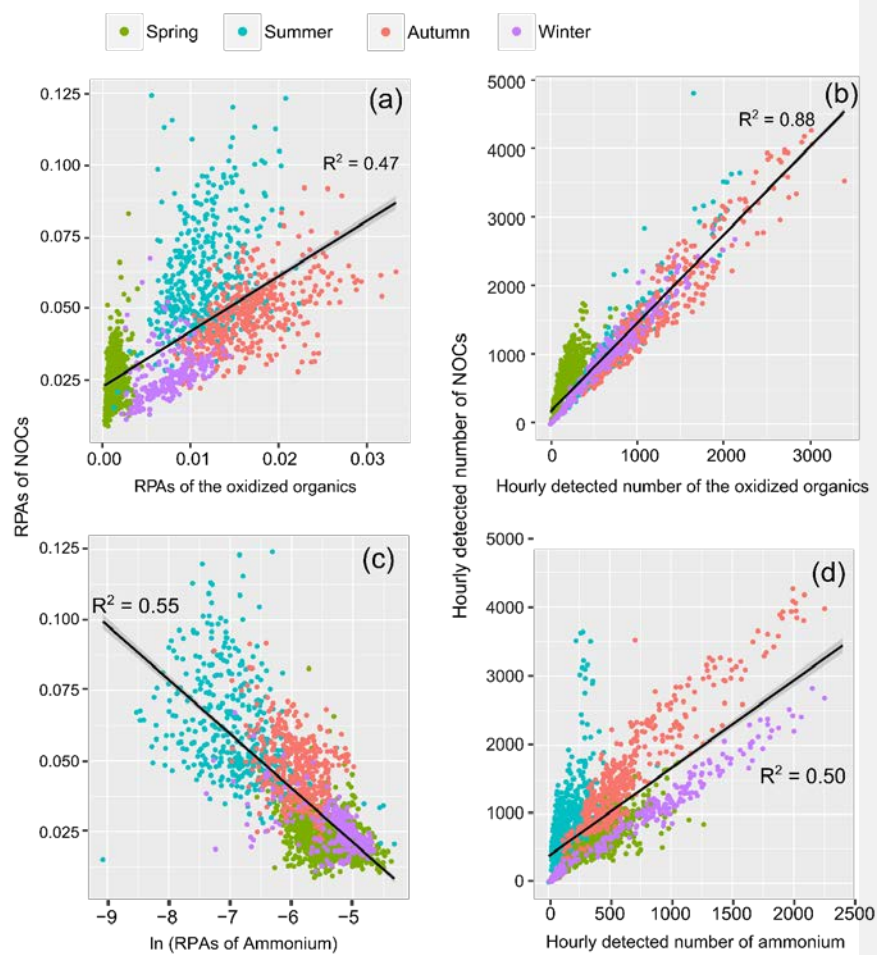 Spring Summer Autumn Winter
(a)
R² = 0.47
0.125
0.100
0.075
0.050
0.025
0.00 0.01 0.02 0.03
RPAs of the oxidized organics
(b)
R² = 0.88
5000
4000
3000
2000
1000
0
0 1000 2000 3000
Hourly detected number of the oxidized organics
RPAs of NOCs
Hourly detected number of NOCs
(c)
R² = 0.55
0.125
0.100
0.075
0.050
0.025
−9 −8 −7 −6 −5
ln (RPAs of Ammonium)
(d)
R² = 0.50
5000
4000
3000
2000
1000
0
0 500 1000 1500 2000 2500
Hourly detected number of ammonium